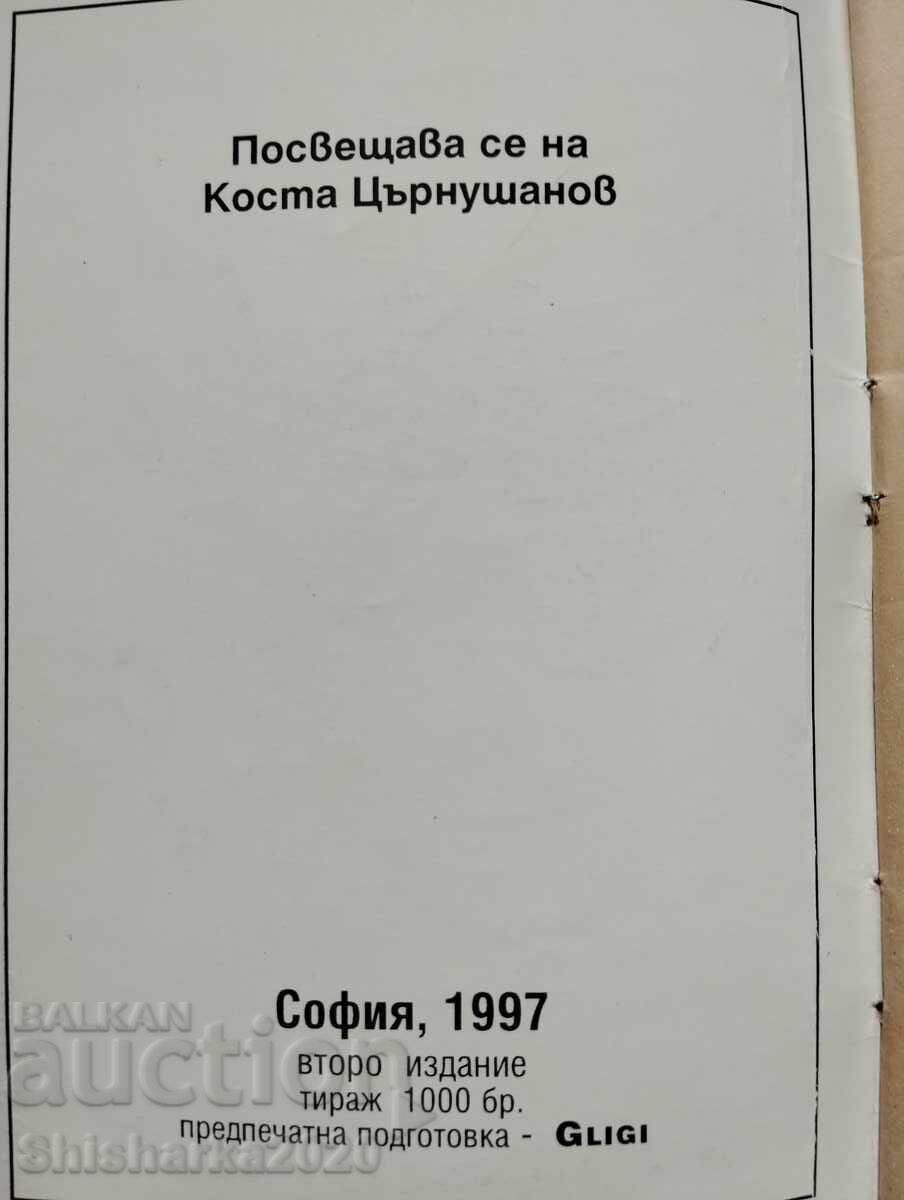 Посвещава се на
Коста Църнушанов
София, 1997
второ издание
тираж 1000 бр.
предпечатна подготовка - GLIGI
BALKAN
auction
Shisharka2020